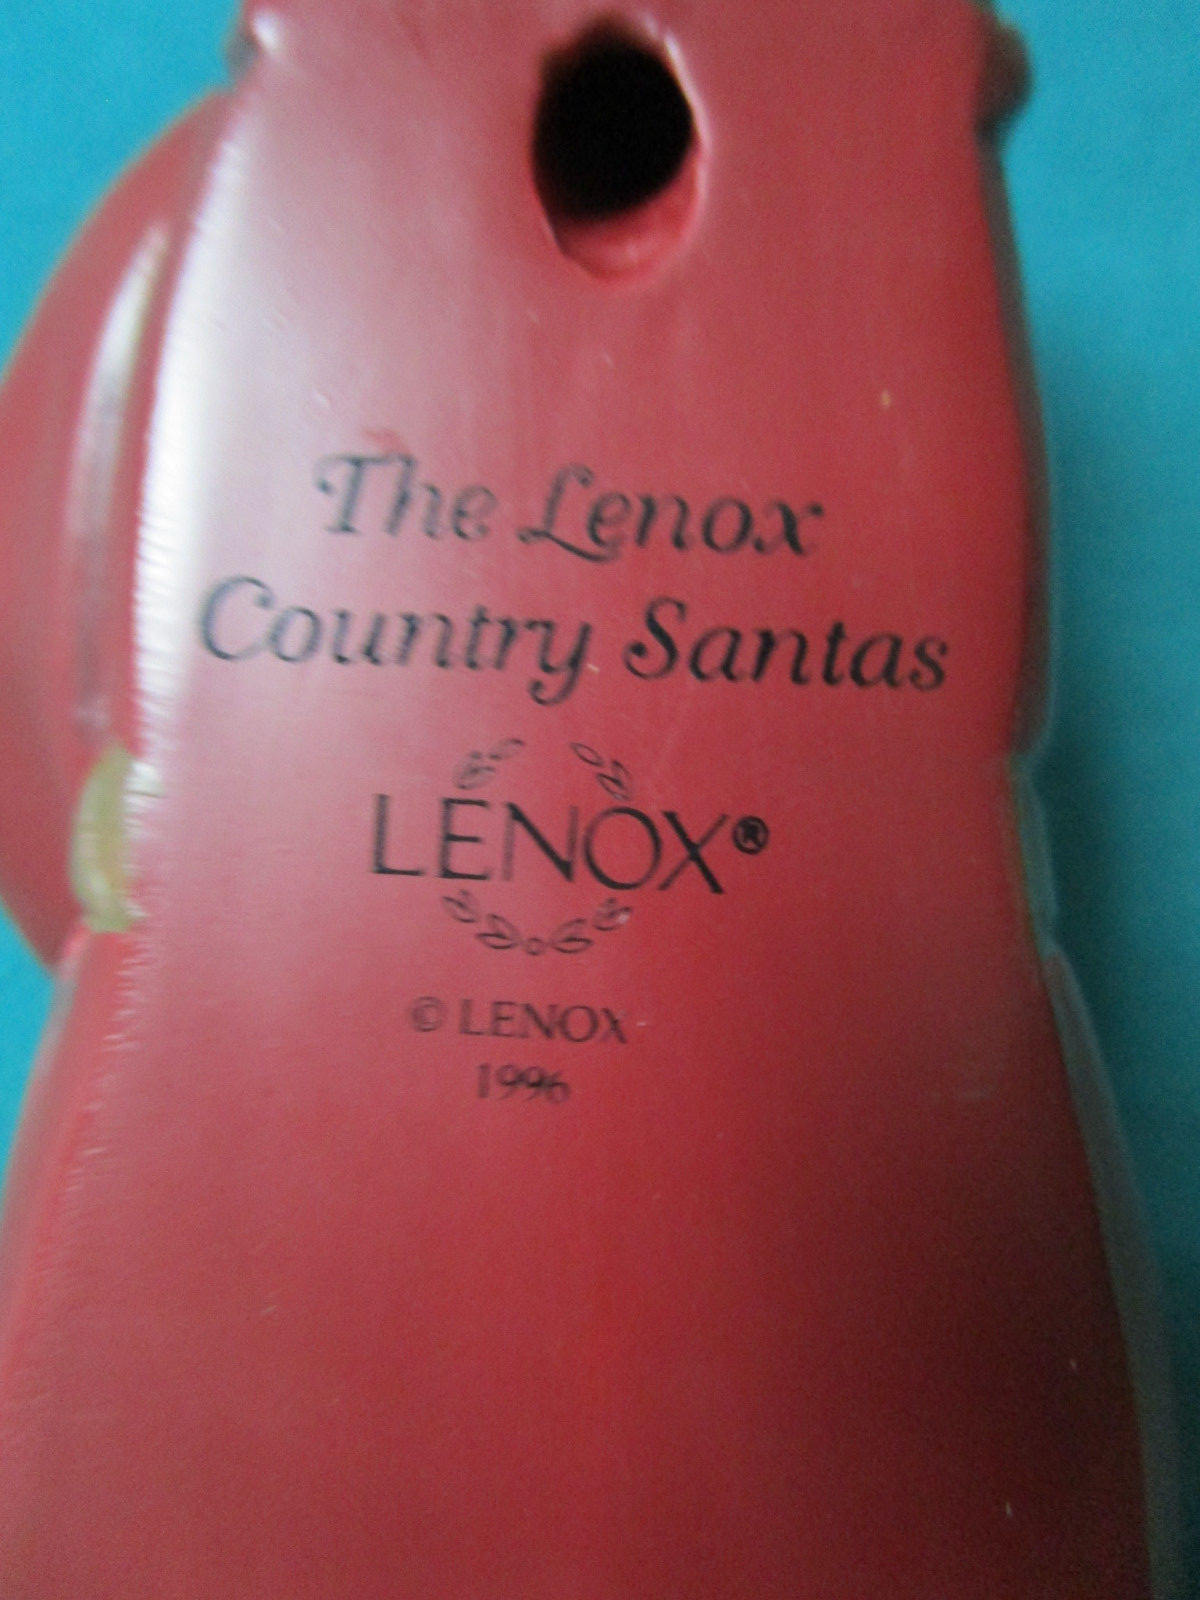 The Lenox
Country Santas
LENOX®
© LENOX
1996